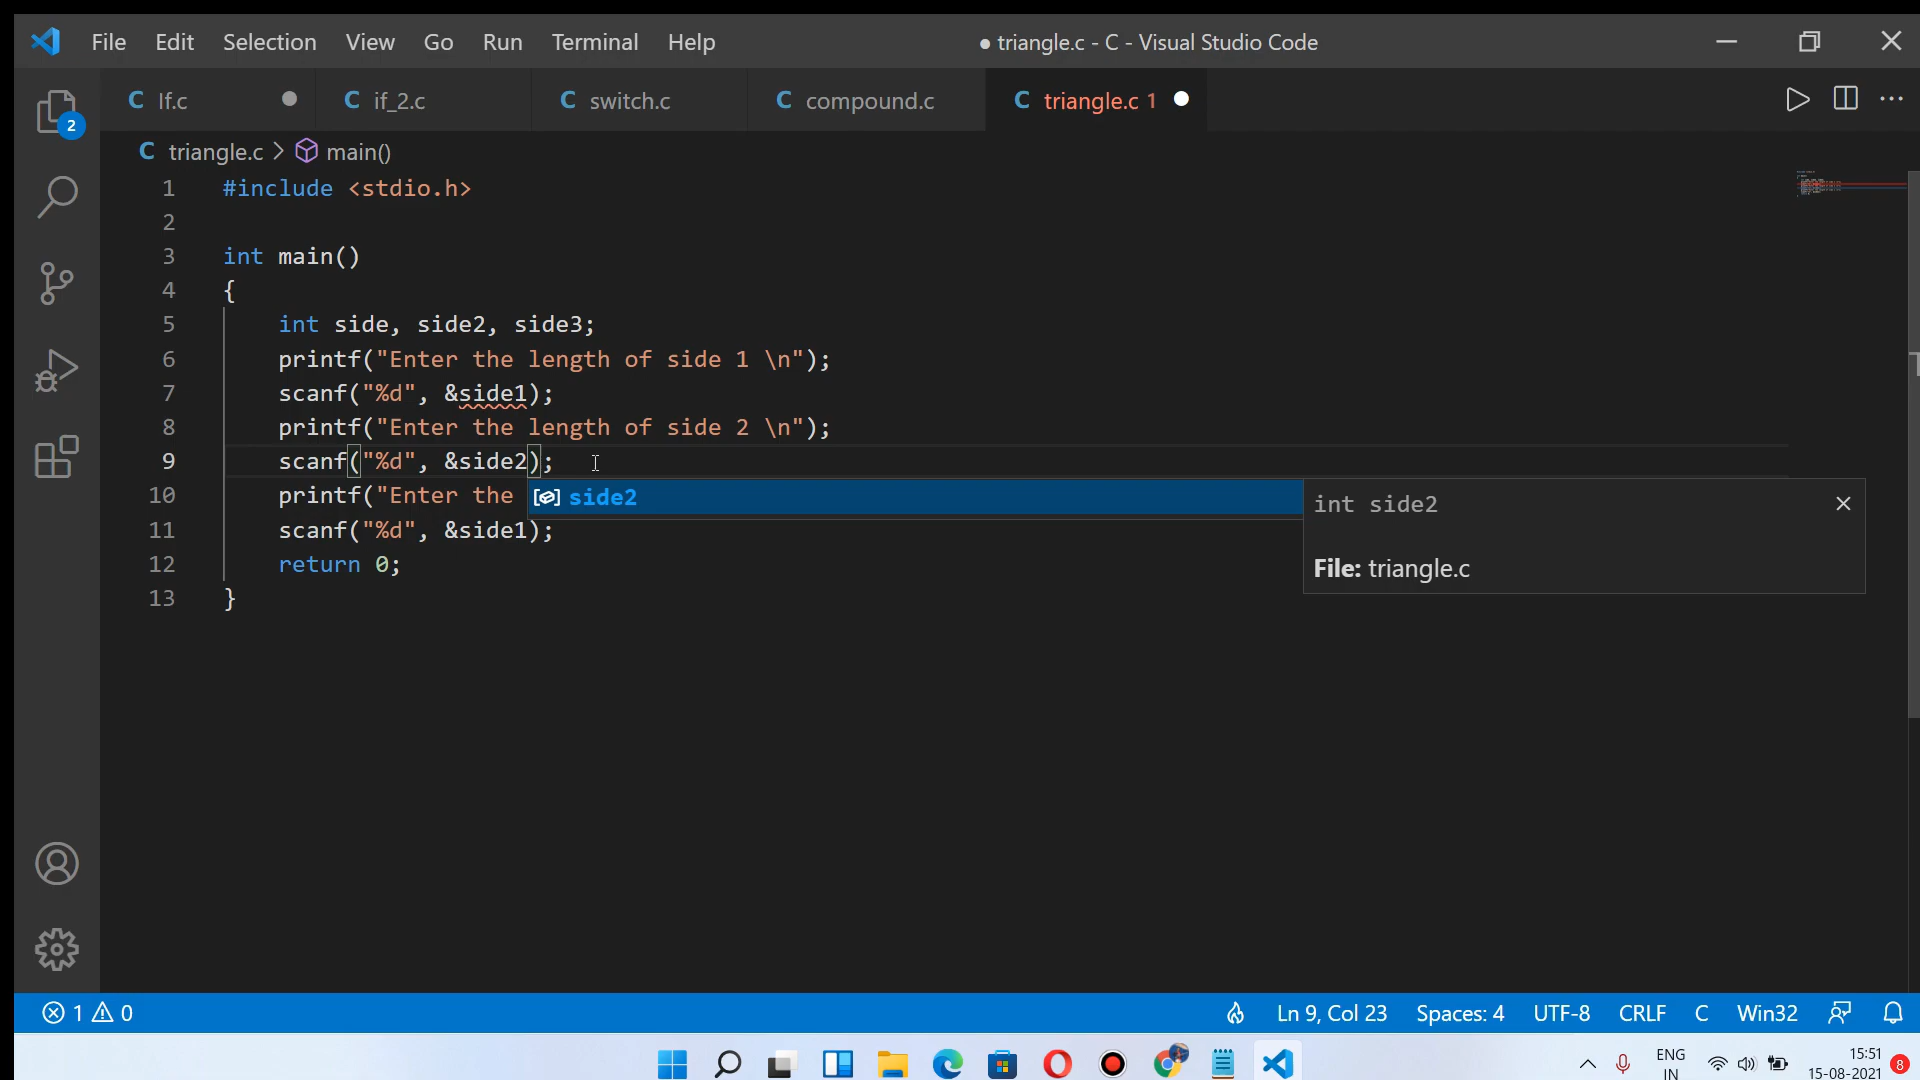 File Edit Selection View Go Run Terminal Help ● triangle.c - C - Visual Studio Code
C If.c C if_2.c C switch.c C compound.c C triangle.c 1
2
C triangle.c > main()
1 #include <stdio.h>
2
3 int main()
4 {
5 int side, side2, side3;
6 printf("Enter the length of side 1 \n");
7 scanf("%d", &side1);
8 printf("Enter the length of side 2 \n");
9 scanf("%d", &side2);
10 printf("Enter the
side2
int side2
File: triangle.c
11 scanf("%d", &side1);
12 return 0;
13 }
1 0 Ln 9, Col 23 Spaces: 4 UTF-8 CRLF C Win32
ENG
IN
15:51
15-08-2021
8